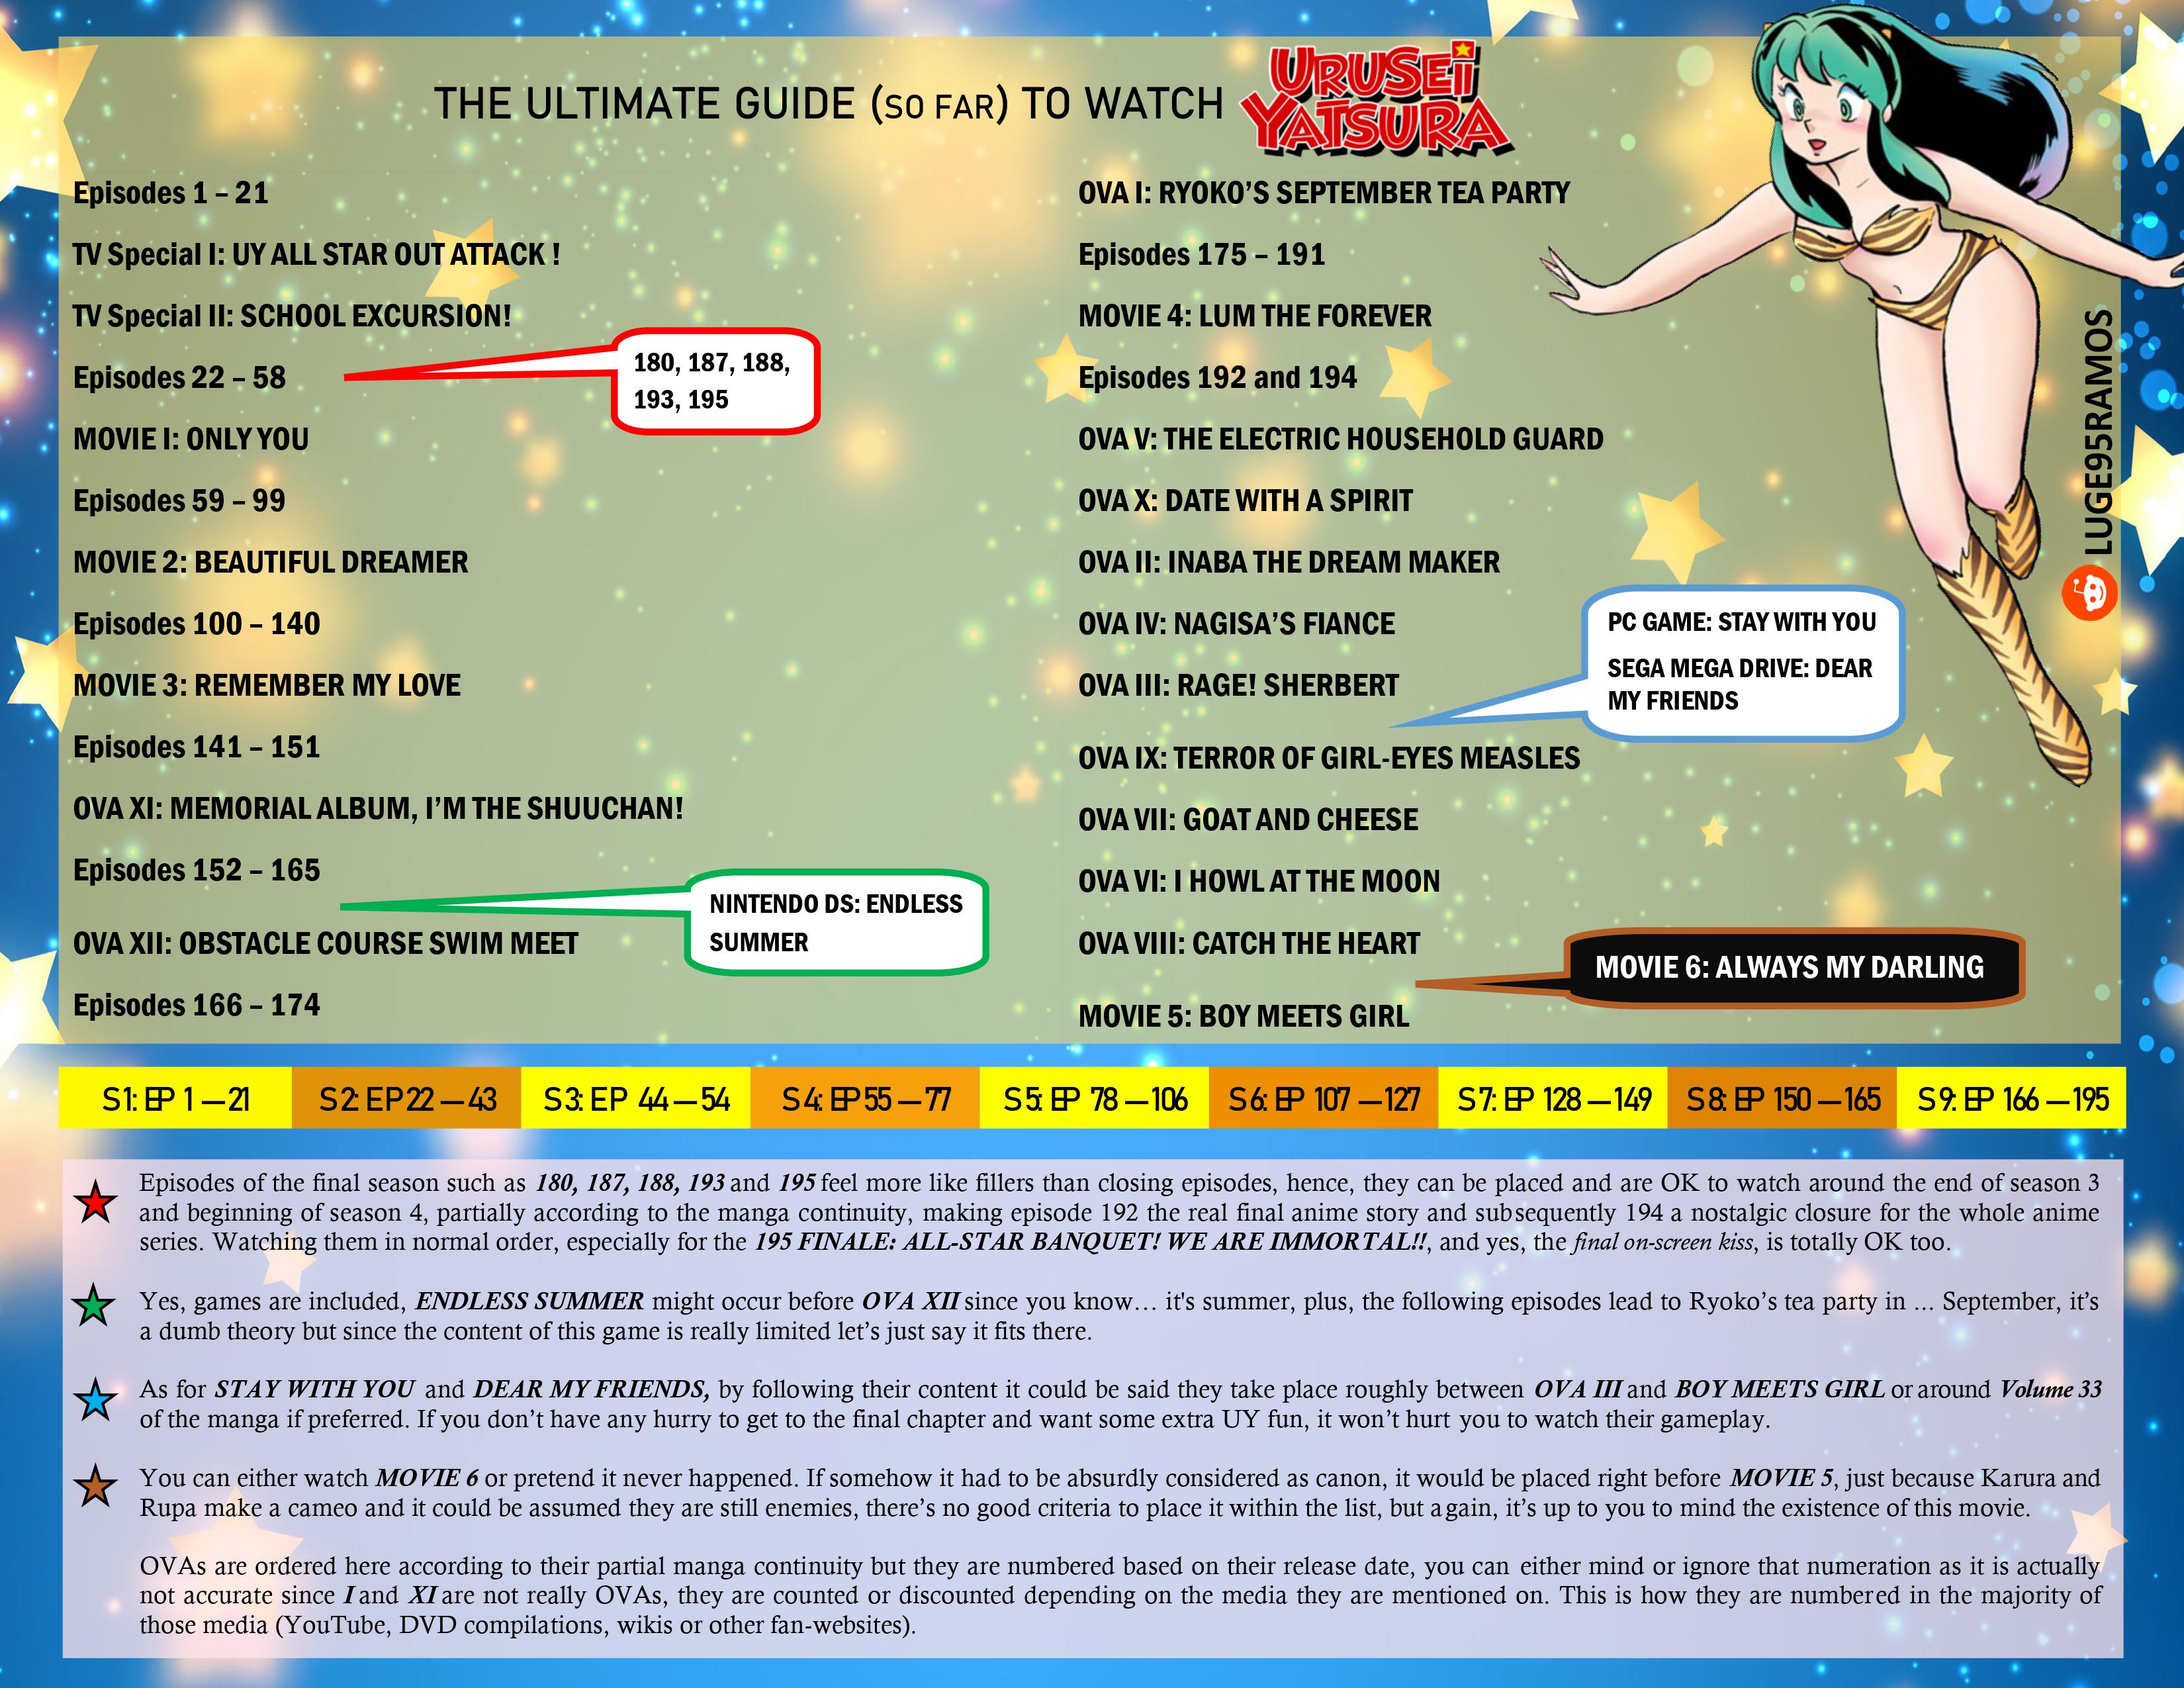 THE ULTIMATE GUIDE (SO FAR) TO WATCH URUSEI YATSURA
Episodes 1 – 21
TV Special I: UY ALL STAR OUT ATTACK !
TV Special II: SCHOOL EXCURSION!
Episodes 22 – 58
180, 187, 188,
193, 195
MOVIE I: ONLY YOU
Episodes 59 – 99
MOVIE 2: BEAUTIFUL DREAMER
Episodes 100 – 140
MOVIE 3: REMEMBER MY LOVE
Episodes 141 – 151
OVA XI: MEMORIAL ALBUM, I'M THE SHUUCHAN!
Episodes 152 – 165
NINTENDO DS: ENDLESS
SUMMER
OVA XII: OBSTACLE COURSE SWIM MEET
Episodes 166 – 174
OVA I: RYOKO'S SEPTEMBER TEA PARTY
Episodes 175 – 191
MOVIE 4: LUM THE FOREVER
Episodes 192 and 194
OVA V: THE ELECTRIC HOUSEHOLD GUARD
OVA X: DATE WITH A SPIRIT
OVA II: INABA THE DREAM MAKER
OVA IV: NAGISA'S FIANCE
OVA III: RAGE! SHERBERT
PC GAME: STAY WITH YOU
SEGA MEGA DRIVE: DEAR
MY FRIENDS
OVA IX: TERROR OF GIRL-EYES MEASLES
OVA VII: GOAT AND CHEESE
OVA VI: I HOWL AT THE MOON
OVA VIII: CATCH THE HEART
MOVIE 6: ALWAYS MY DARLING
MOVIE 5: BOY MEETS GIRL
LUGE95RAMOS
S1: EP 1 —21
S2: EP 22 —43
S3: EP 44 —54
S4: EP 55 —77
S5: EP 78 —106
S6: EP 107 —127
S7: EP 128 —149
S8: EP 150 —165
S9: EP 166 —195
Episodes of the final season such as 180, 187, 188, 193 and 195 feel more like fillers than closing episodes, hence, they can be placed and are OK to watch around the end of season 3
and beginning of season 4, partially according to the manga continuity, making episode 192 the real final anime story and subsequently 194 a nostalgic closure for the whole anime
series. Watching them in normal order, especially for the 195 FINALE: ALL-STAR BANQUET! WE ARE IMMORTAL!!, and yes, the final on-screen kiss, is totally OK too.
Yes, games are included, ENDLESS SUMMER might occur before OVA XII since you know… it's summer, plus, the following episodes lead to Ryoko's tea party in ... September, it's
a dumb theory but since the content of this game is really limited let's just say it fits there.
As for STAY WITH YOU and DEAR MY FRIENDS, by following their content it could be said they take place roughly between OVA III and BOY MEETS GIRL or around Volume 33
of the manga if preferred. If you don't have any hurry to get to the final chapter and want some extra UY fun, it won't hurt you to watch their gameplay.
You can either watch MOVIE 6 or pretend it never happened. If somehow it had to be absurdly considered as canon, it would be placed right before MOVIE 5, just because Karura and
Rupa make a cameo and it could be assumed they are still enemies, there's no good criteria to place it within the list, but again, it's up to you to mind the existence of this movie.
OVAs are ordered here according to their partial manga continuity but they are numbered based on their release date, you can either mind or ignore that numeration as it is actually
not accurate since I and XI are not really OVAs, they are counted or discounted depending on the media they are mentioned on. This is how they are numbered in the majority of
those media (YouTube, DVD compilations, wikis or other fan-websites).